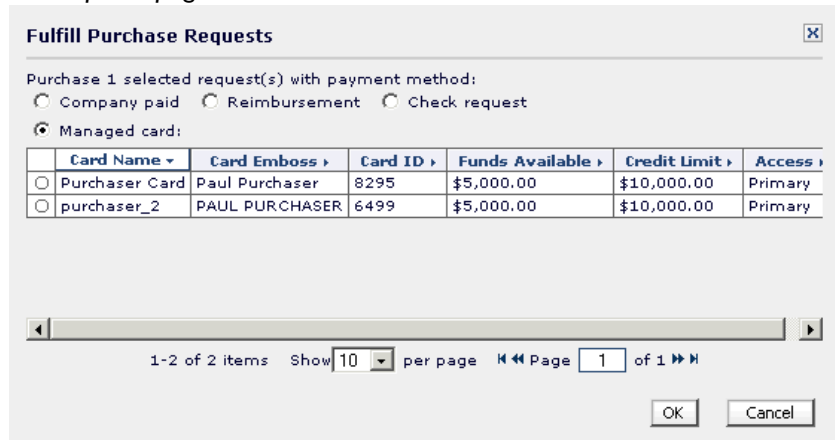 Fulfill Purchase Requests
Purchase 1 selected request(s) with payment method:
Company paid Reimbursement Check request
Managed card:
Card Name Card Emboss Card ID Funds Available Credit Limit Access
Purchaser Card Paul Purchaser 8295 $5,000.00 $10,000.00 Primary
purchaser_2 PAUL PURCHASER 6499 $5,000.00 $10,000.00 Primary
1-2 of 2 items Show 10 per page Page 1 of 1
OK Cancel